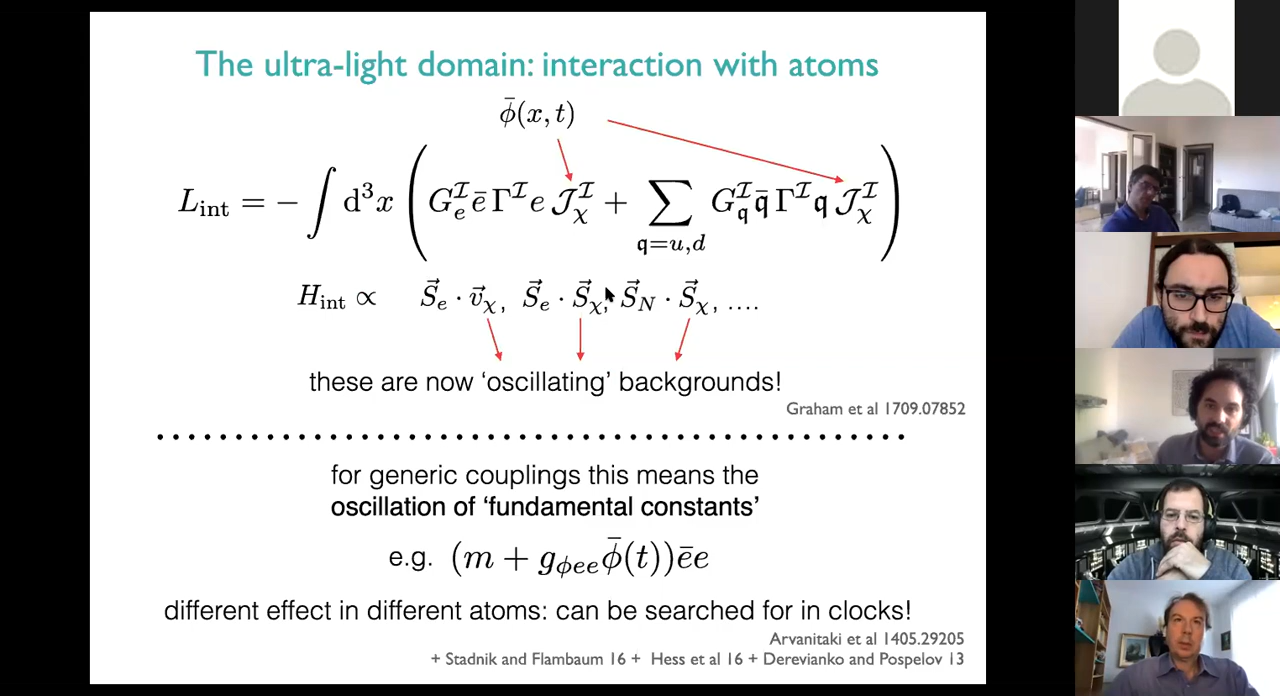 The ultra-light domain: interaction with atoms
ϕ̄(x, t)
L_int = − ∫ d³x ( G_e^ℐ ē Γ^ℐ e 𝒥_χ^ℐ + ∑_{𝔮=u,d} G_𝔮^ℐ 𝔮̄ Γ^ℐ 𝔮 𝒥_χ^ℐ )
H_int ∝ S⃗_e · v⃗_χ, S⃗_e · S⃗_χ, S⃗_N · S⃗_χ, ....
these are now ‘oscillating’ backgrounds!
Graham et al 1709.07852
for generic couplings this means the
oscillation of ‘fundamental constants’
e.g. (m + g_{ϕee} ϕ̄(t))ēe
different effect in different atoms: can be searched for in clocks!
Arvanitaki et al 1405.29205
+ Stadnik and Flambaum 16 + Hess et al 16 + Derevianko and Pospelov 13